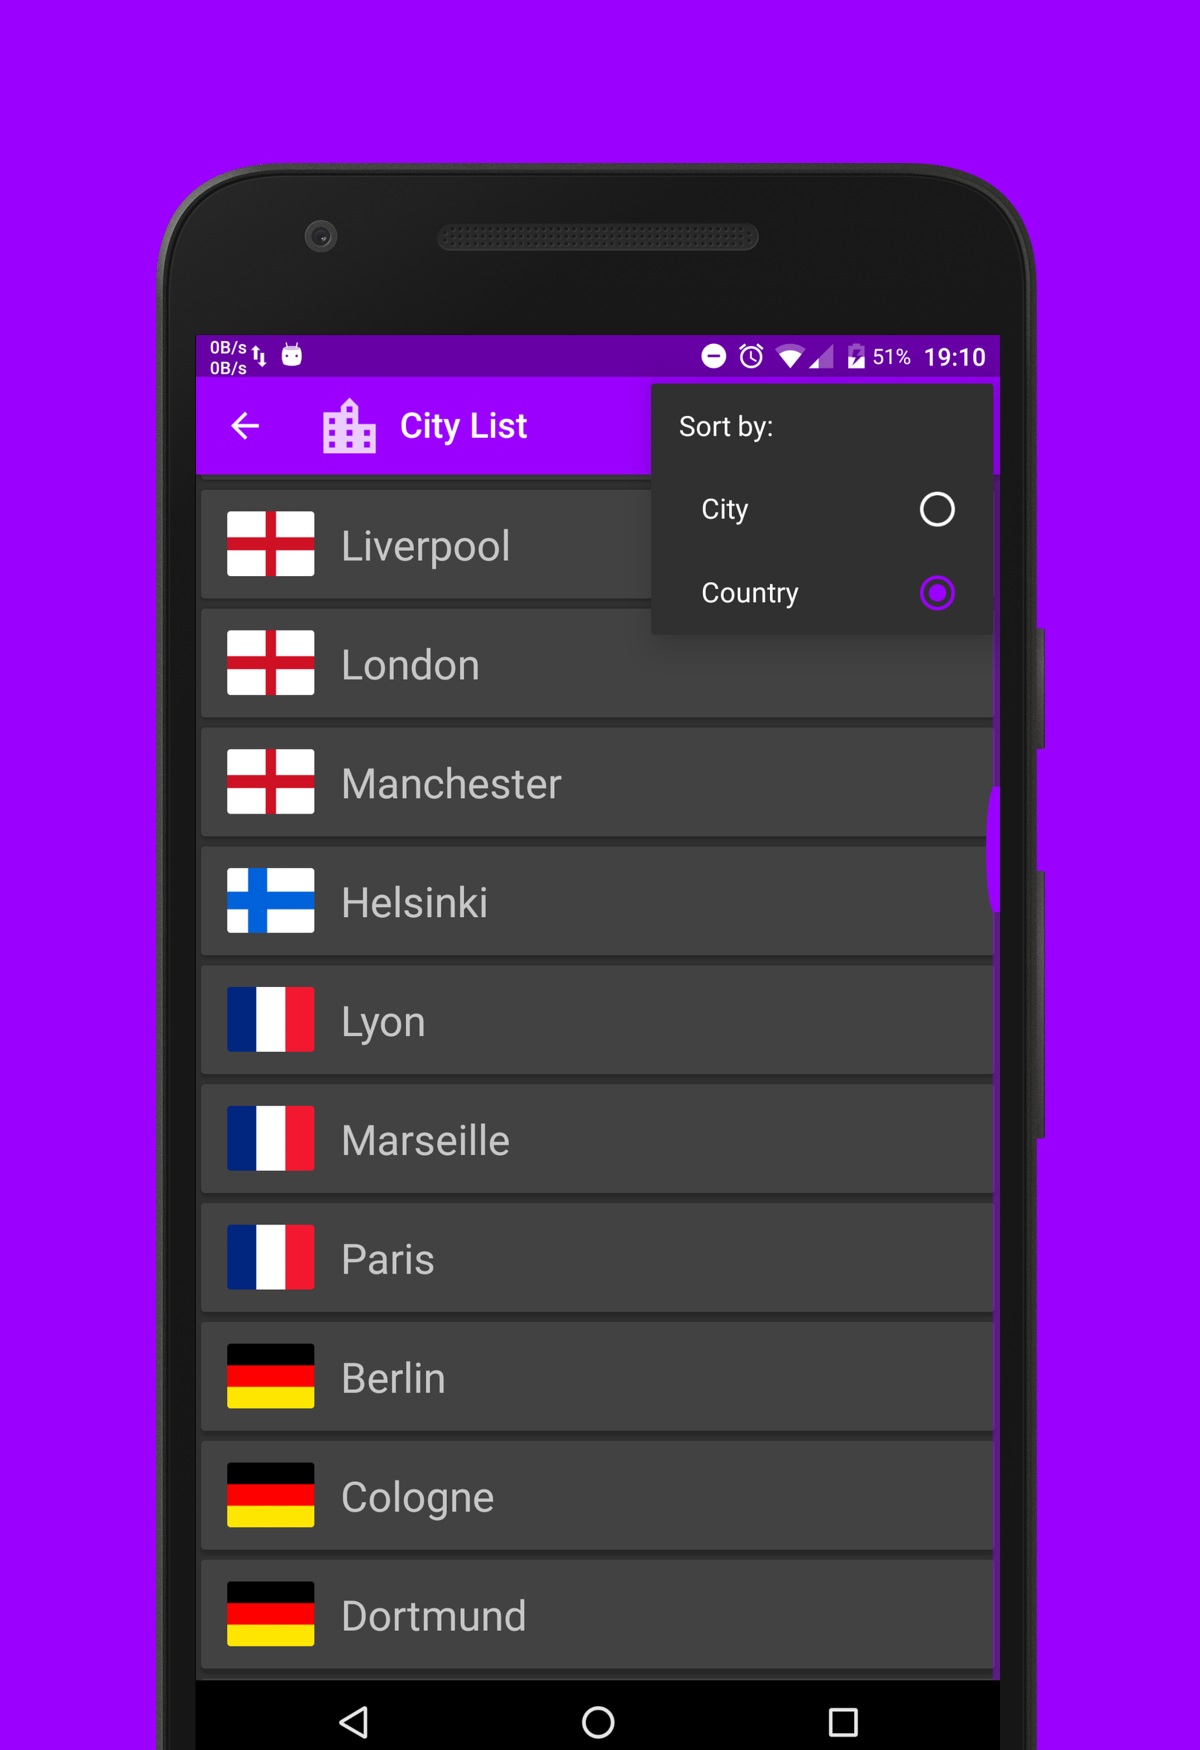 0B/s
0B/s
51% 19:10
City List
Sort by:
City
Country
Liverpool
London
Manchester
Helsinki
Lyon
Marseille
Paris
Berlin
Cologne
Dortmund